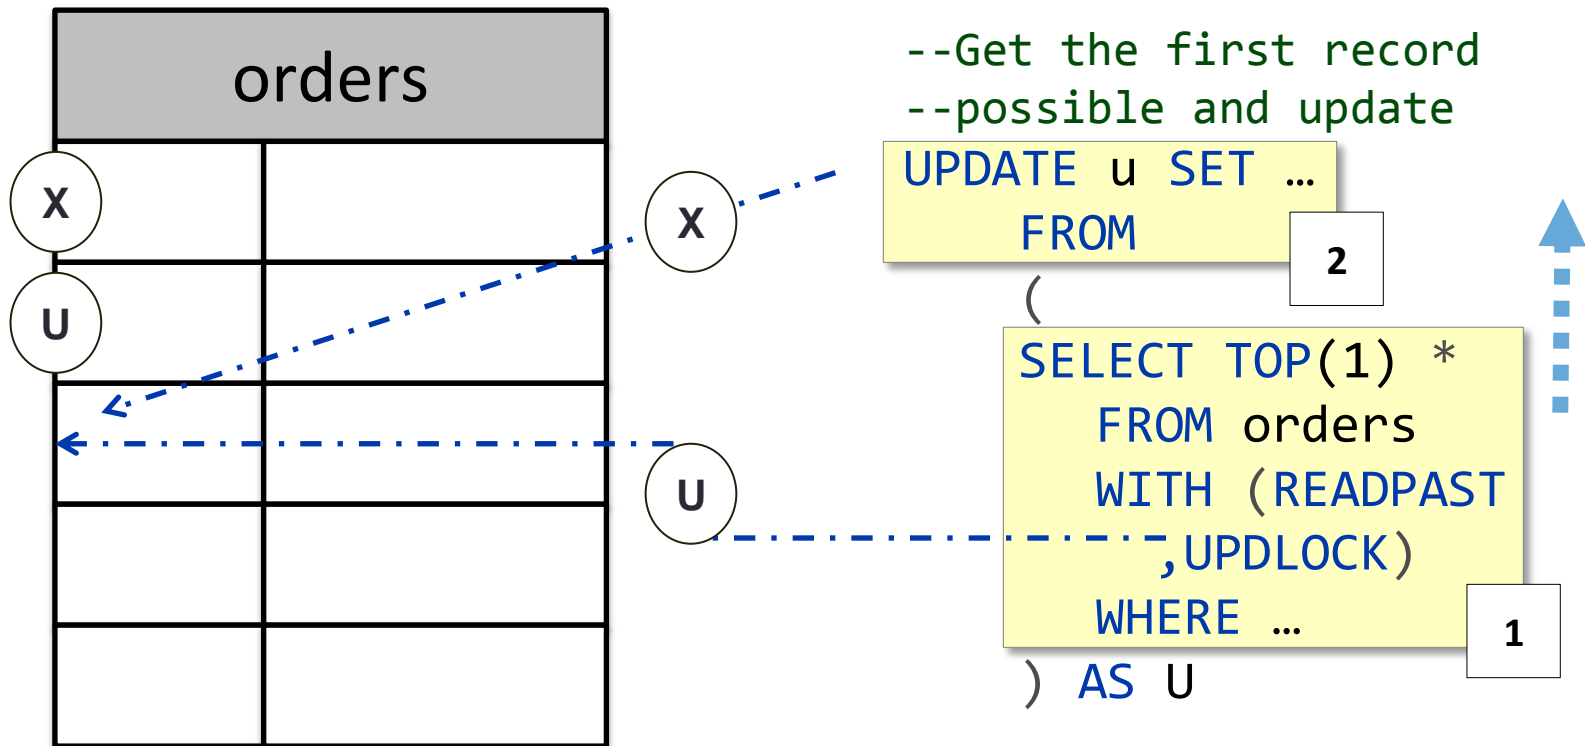 orders
X
U
X
U
--Get the first record
--possible and update
UPDATE u SET …
FROM
2
(
SELECT TOP(1) *
FROM orders
WITH (READPAST
,UPDLOCK)
WHERE …
1
) AS U